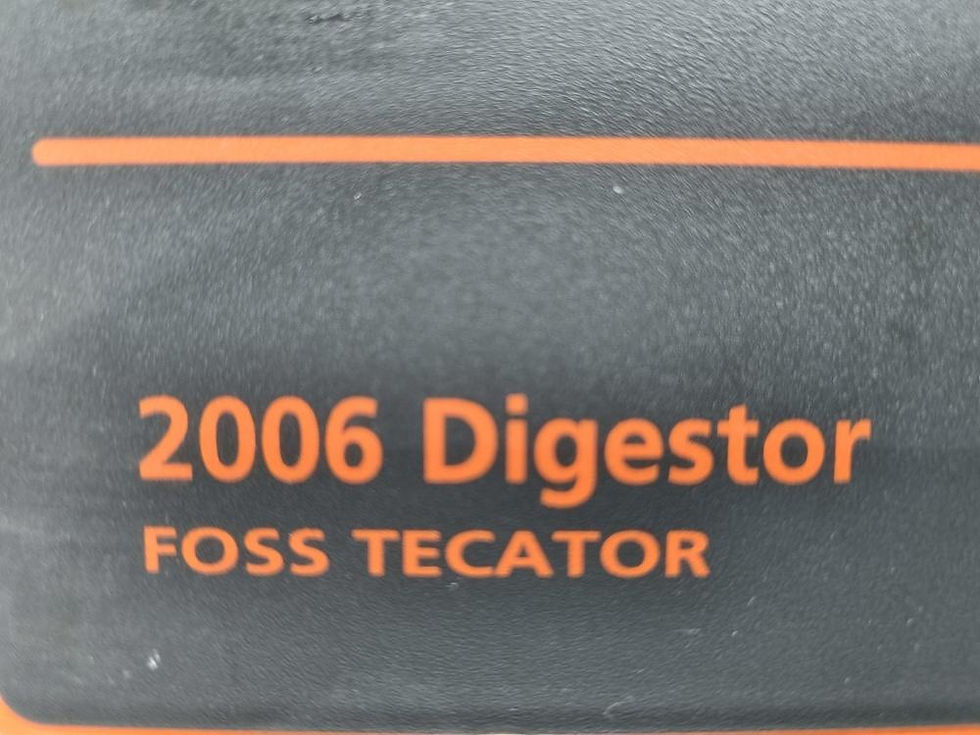 2006 Digestor
FOSS TECATOR